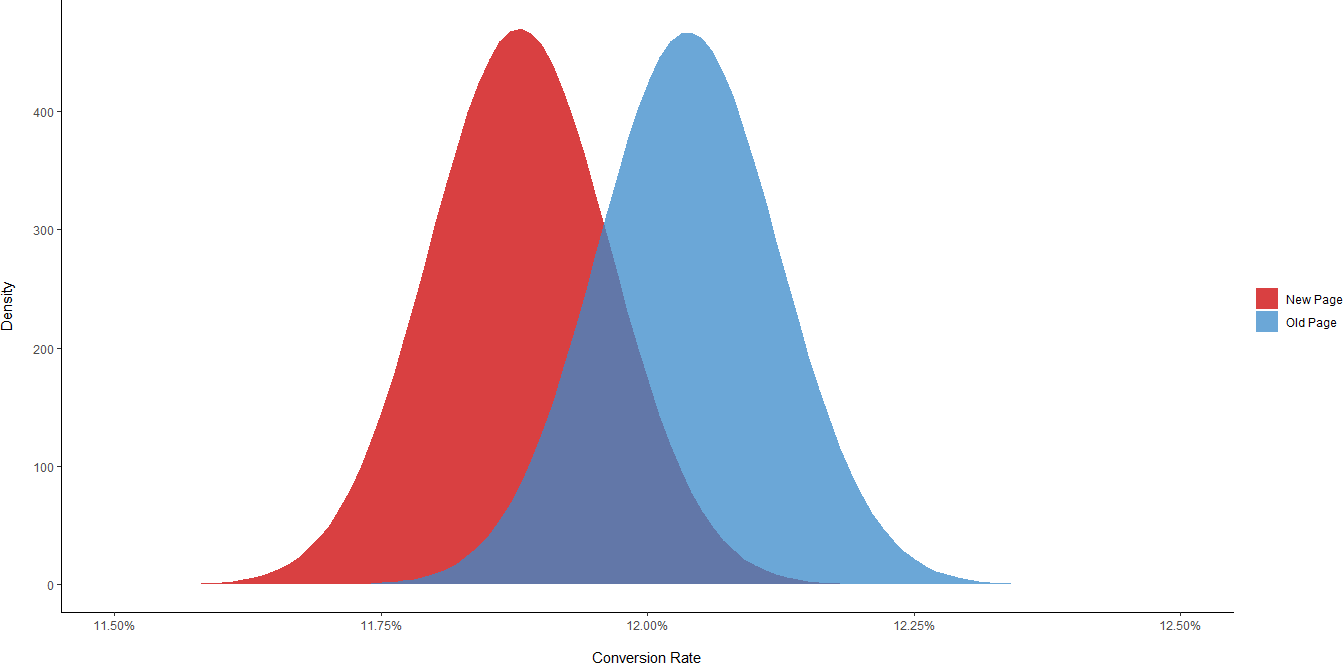 Density
400
300
200
100
0
11.50%
11.75%
12.00%
12.25%
12.50%
Conversion Rate
New Page
Old Page